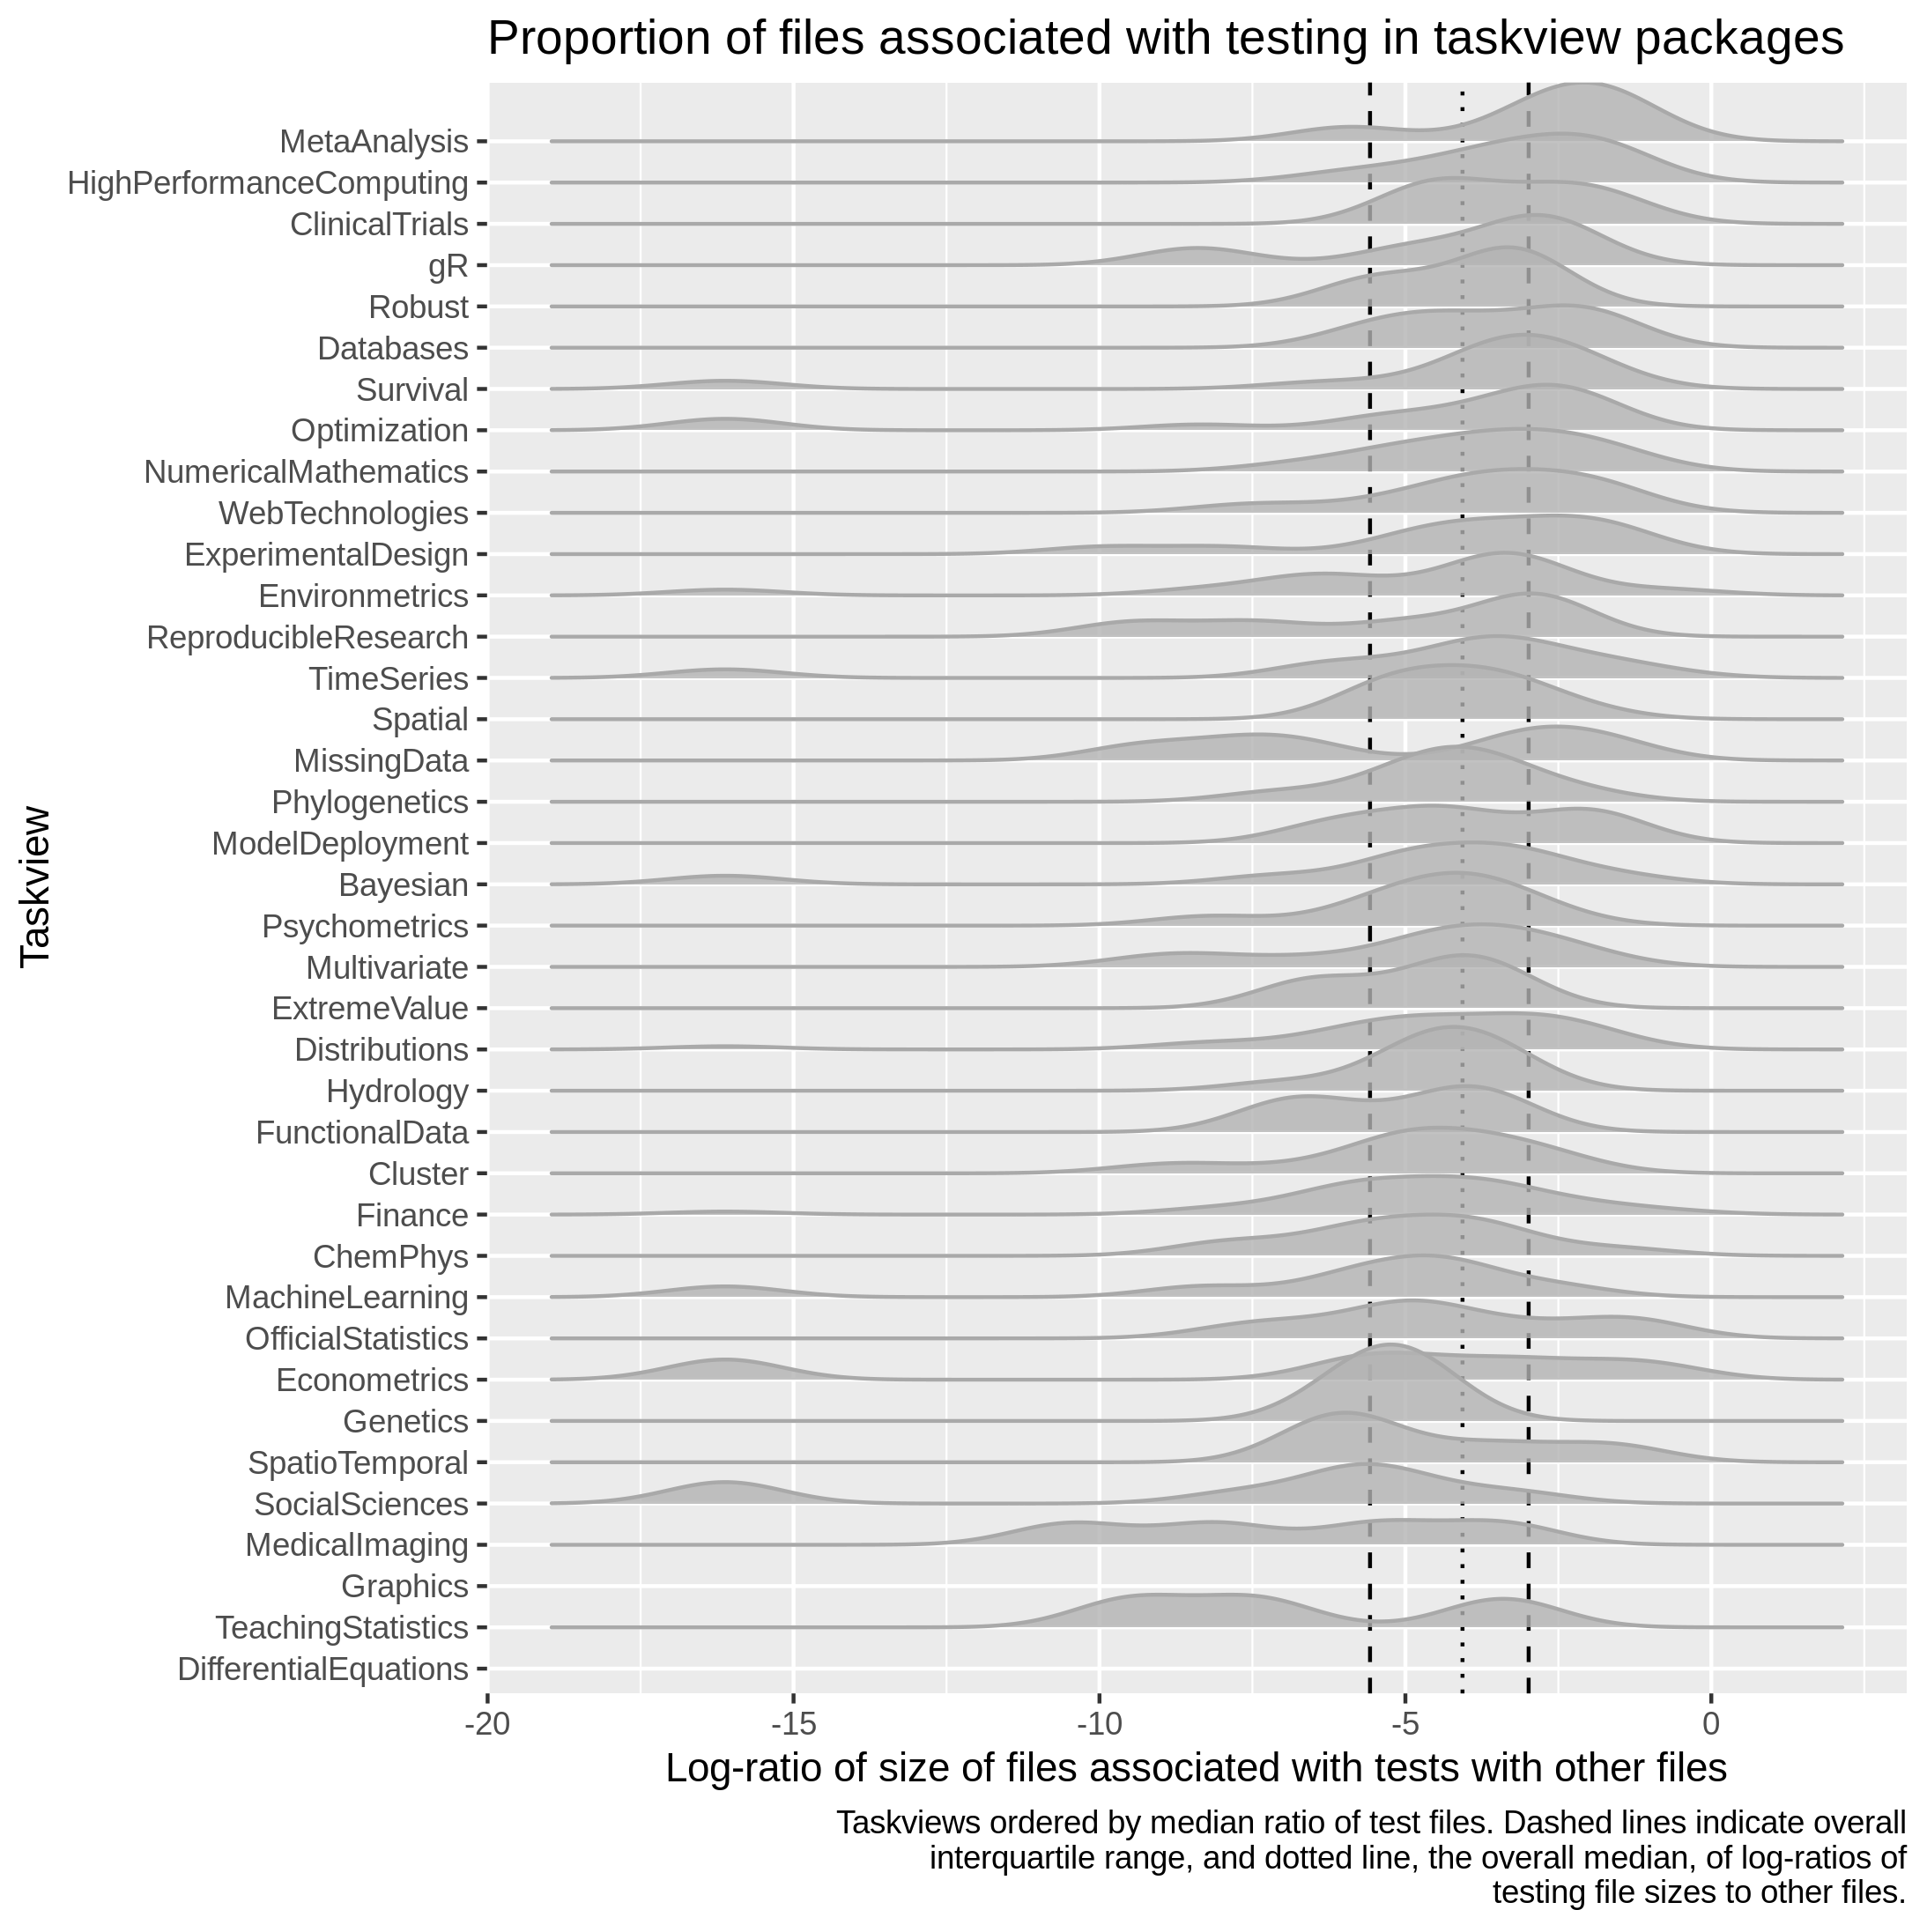 Proportion of files associated with testing in taskview packages
MetaAnalysis
HighPerformanceComputing
ClinicalTrials
gR
Robust
Databases
Survival
Optimization
NumericalMathematics
WebTechnologies
ExperimentalDesign
Environmetrics
ReproducibleResearch
TimeSeries
Spatial
MissingData
Phylogenetics
ModelDeployment
Bayesian
Psychometrics
Multivariate
ExtremeValue
Distributions
Hydrology
FunctionalData
Cluster
Finance
ChemPhys
MachineLearning
OfficialStatistics
Econometrics
Genetics
SpatioTemporal
SocialSciences
MedicalImaging
Graphics
TeachingStatistics
DifferentialEquations
Taskview
-20 -15 -10 -5 0
Log-ratio of size of files associated with tests with other files
Taskviews ordered by median ratio of test files. Dashed lines indicate overall
interquartile range, and dotted line, the overall median, of log-ratios of
testing file sizes to other files.